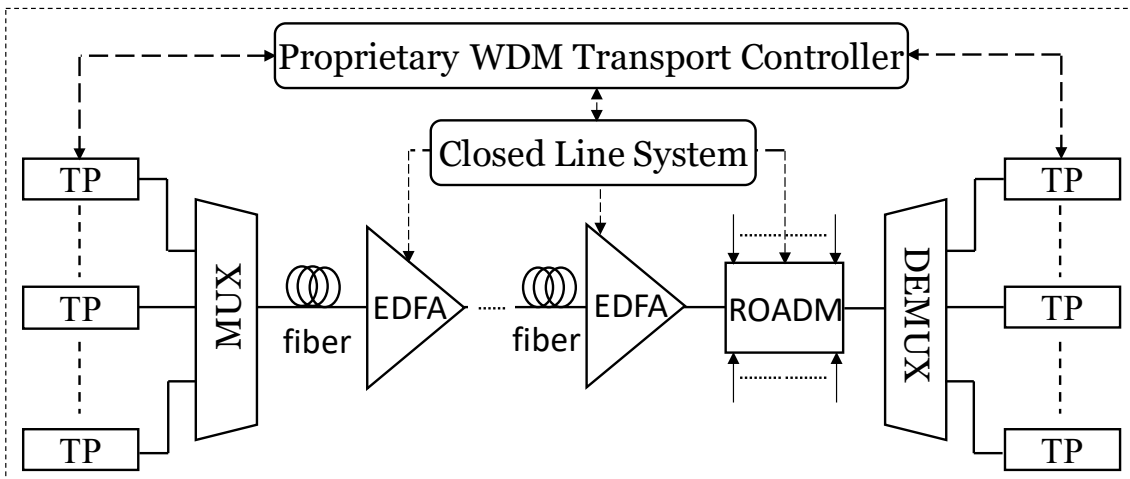 Proprietary WDM Transport Controller
Closed Line System
TP
TP
TP
MUX
fiber
EDFA
fiber
EDFA
ROADM
DEMUX
TP
TP
TP